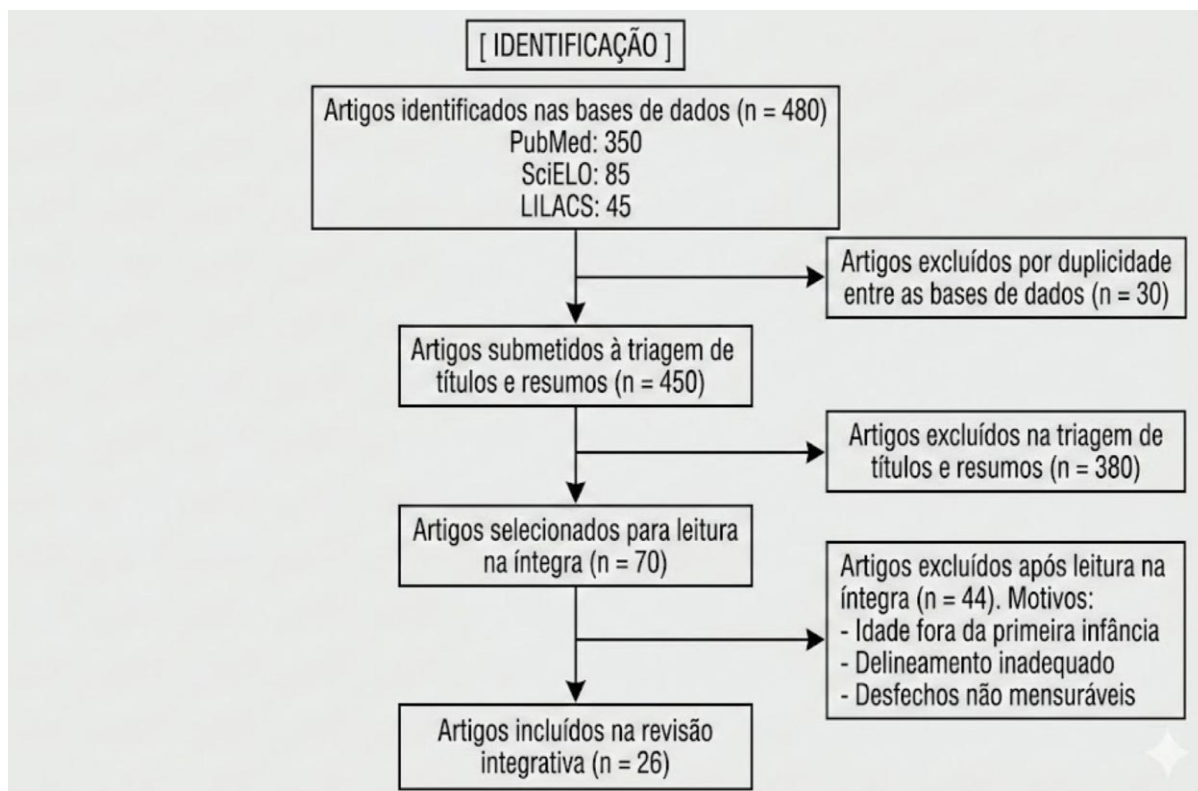 [ IDENTIFICAÇÃO ]
Artigos identificados nas bases de dados (n = 480)
PubMed: 350
SciELO: 85
LILACS: 45
Artigos excluídos por duplicidade
entre as bases de dados (n = 30)
Artigos submetidos à triagem de
títulos e resumos (n = 450)
Artigos excluídos na triagem de
títulos e resumos (n = 380)
Artigos selecionados para leitura
na íntegra (n = 70)
Artigos excluídos após leitura na
íntegra (n = 44). Motivos:
- Idade fora da primeira infância
- Delineamento inadequado
- Desfechos não mensuráveis
Artigos incluídos na revisão
integrativa (n = 26)